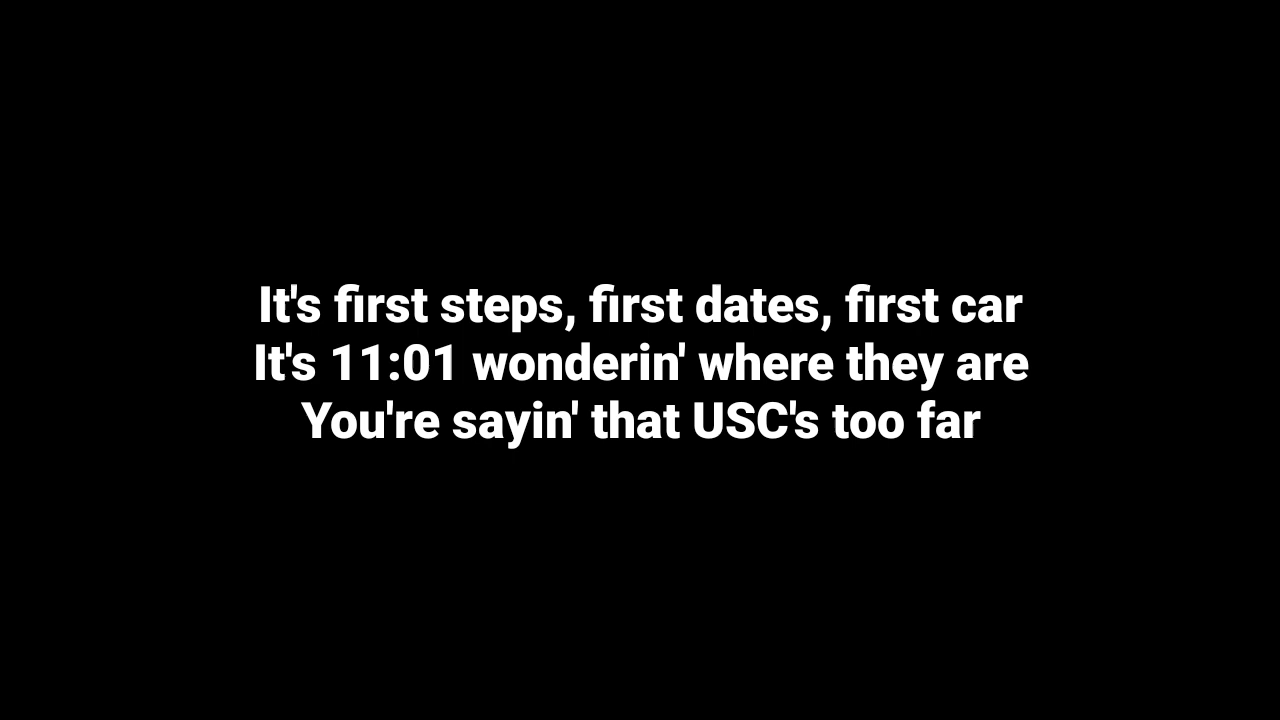 It's first steps, first dates, first car
It's 11:01 wonderin' where they are
You're sayin' that USC's too far